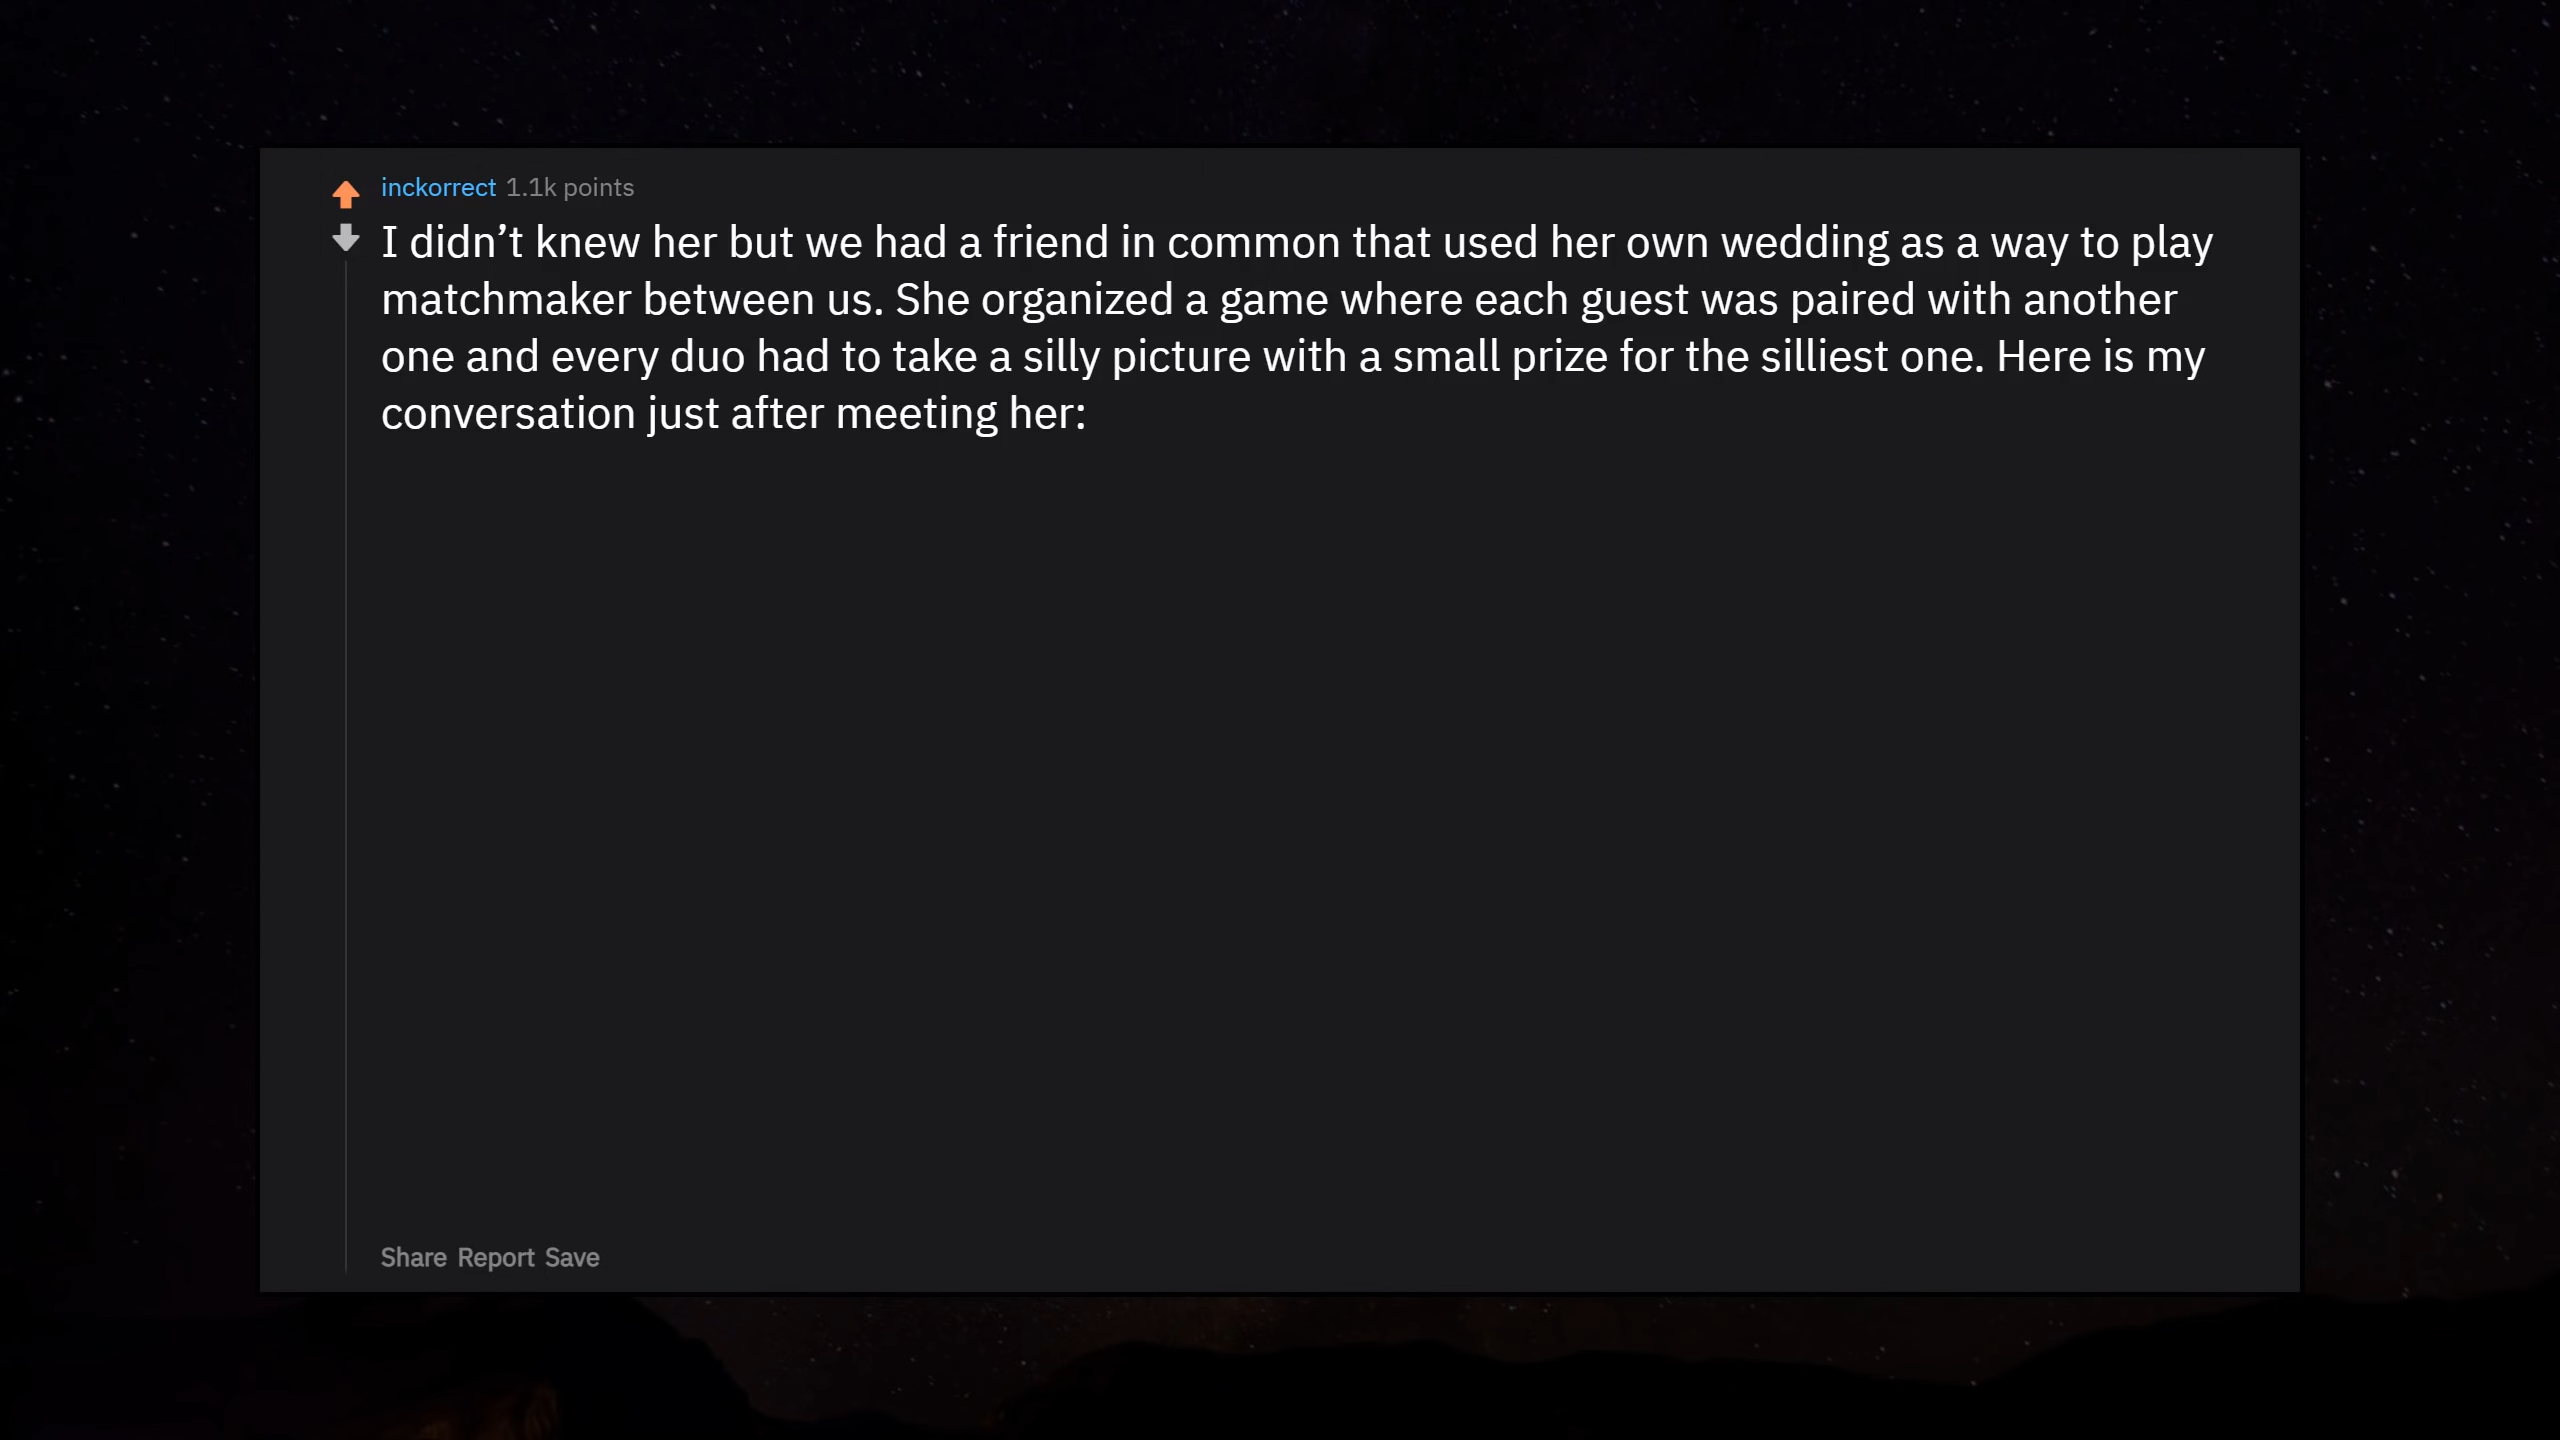 inckorrect 1.1k points
I didn’t knew her but we had a friend in common that used her own wedding as a way to play
matchmaker between us. She organized a game where each guest was paired with another
one and every duo had to take a silly picture with a small prize for the silliest one. Here is my
conversation just after meeting her:
Share Report Save